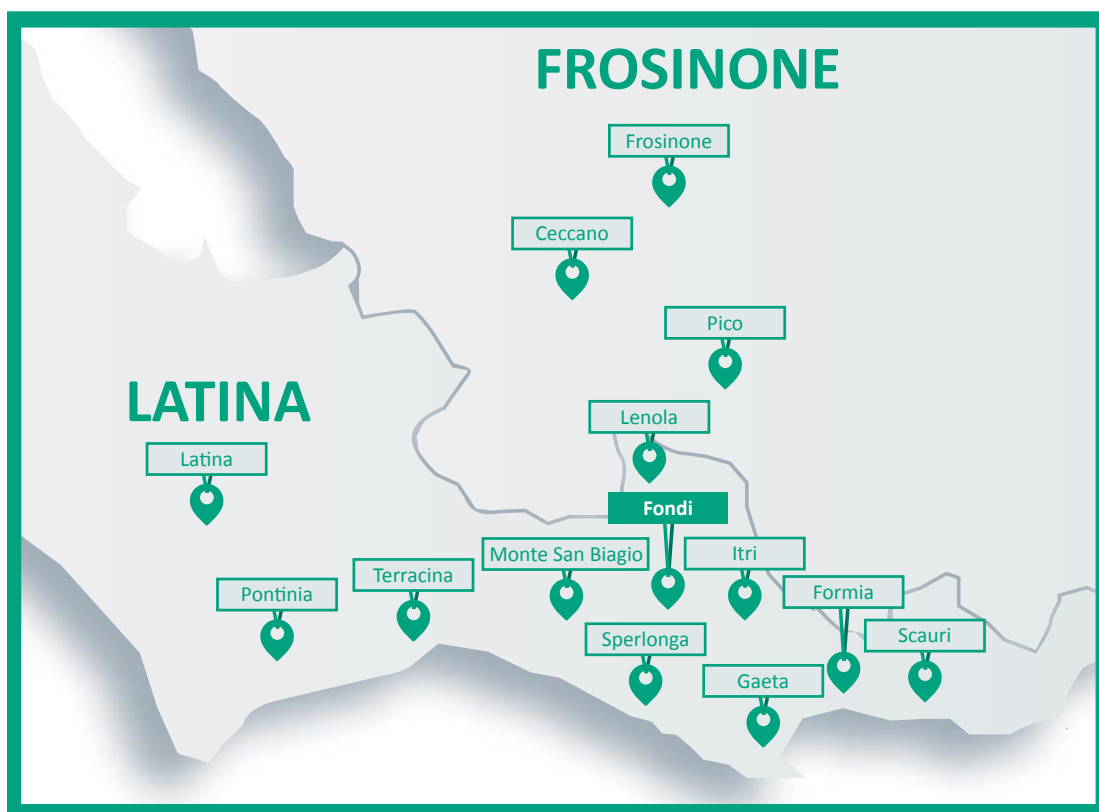 FROSINONE
Frosinone
Ceccano
Pico
LATINA
Lenola
Latina
Fondi
Monte San Biagio
Itri
Terracina
Pontinia
Formia
Sperlonga
Scauri
Gaeta